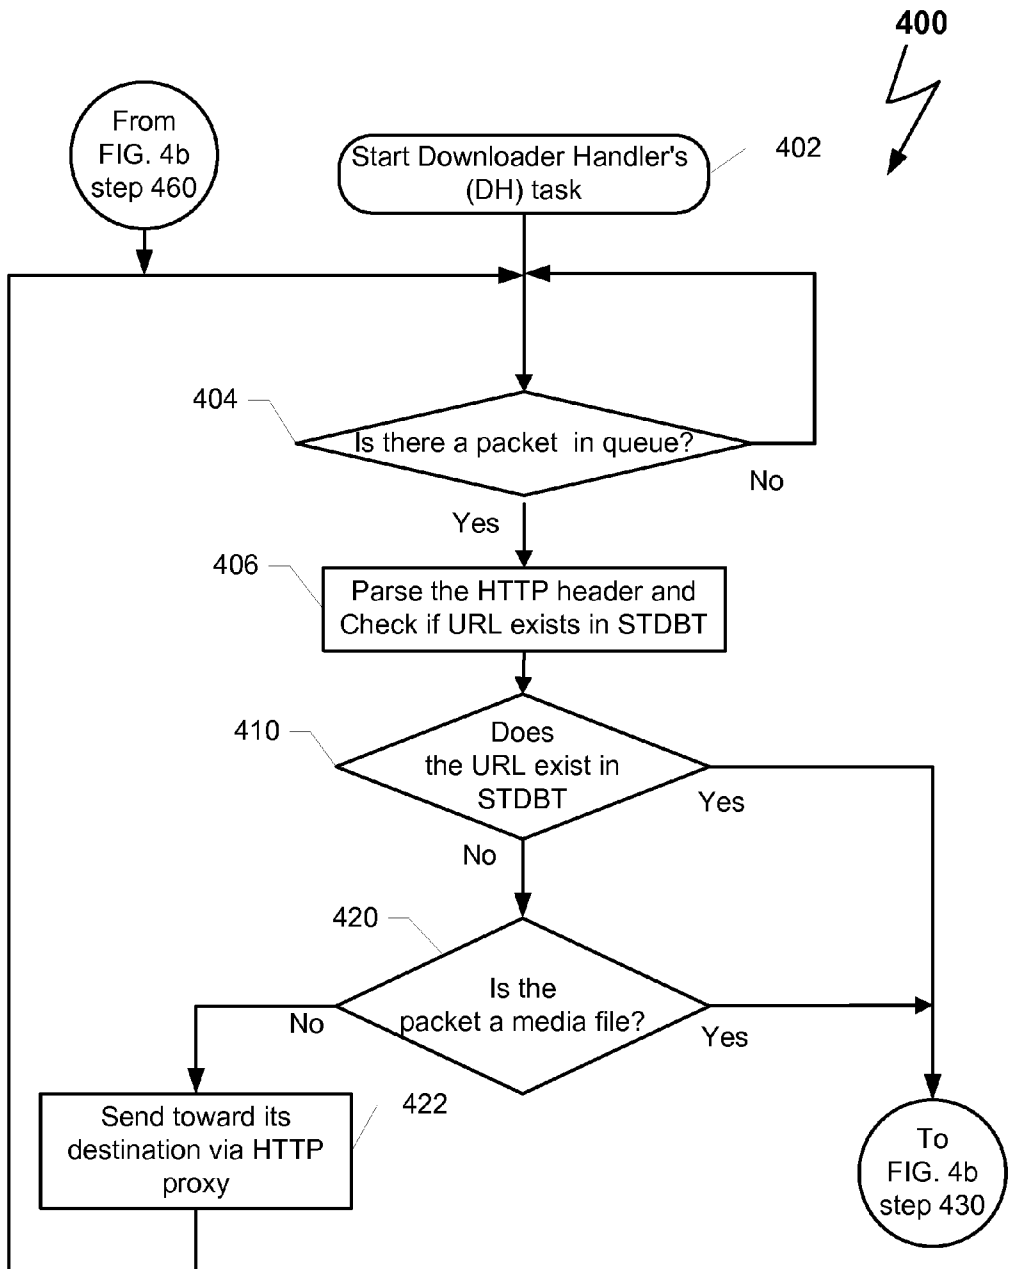 400
From
FIG. 4b
step 460
Start Downloader Handler's
(DH) task
402
404
Is there a packet in queue?
No
Yes
406
Parse the HTTP header and
Check if URL exists in STDBT
410
Does
the URL exist in
STDBT
Yes
No
420
Is the
packet a media file?
No
Yes
Send toward its
destination via HTTP
proxy
422
To
FIG. 4b
step 430